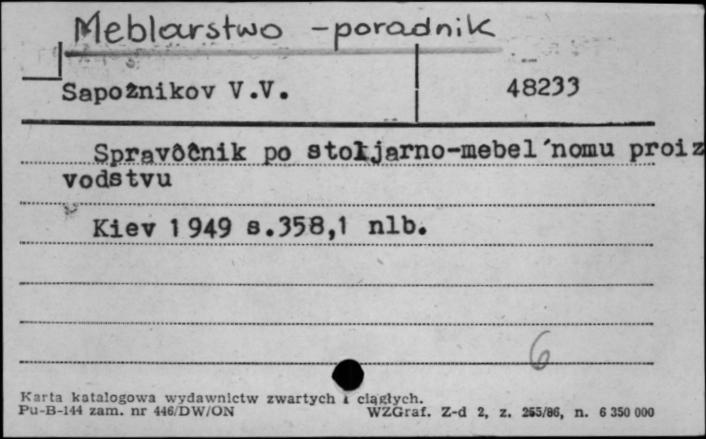 Meblarstwo - poradnik
Sapožnikov V.V. 48233
Spravočnik po stoljarno-mebel'nomu proiz
vodstvu
Kiev 1949 s.358,1 nlb.
6
Karta katalogowa wydawnictw zwartych i ciągłych.
Pu-B-144 zam. nr 446/DW/ON WZGraf. Z-d 2, z. 255/86, n. 6 350 000